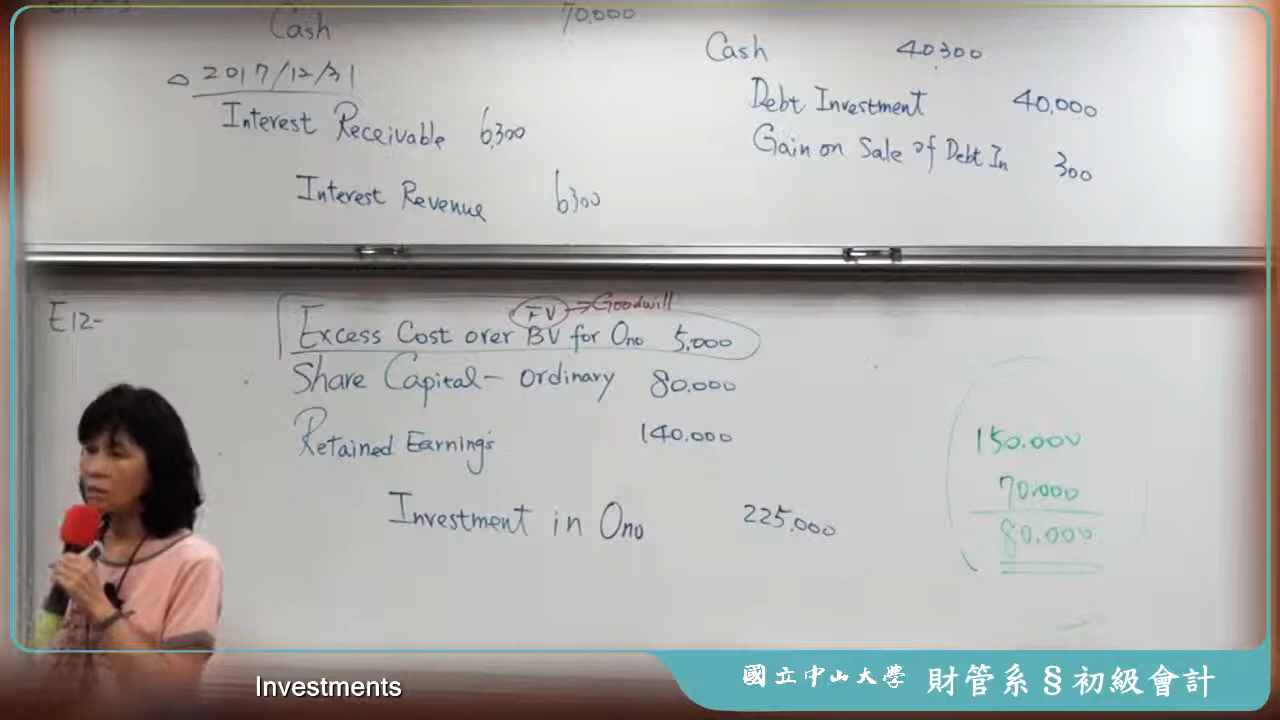 Cash 70,000
△ 2017/12/31
Interest Receivable 6,300
Interest Revenue 6300
Cash 40,300
Debt Investment 40,000
Gain on Sale of Debt In 300
E12-
FV → Goodwill
Excess Cost over BV for Ono 5,000
Share Capital - ordinary 80,000
Retained Earnings 140,000
Investment in Ono 225,000
150,000
70,000
80,000
Investments
國立中山大學 財管系§初級會計